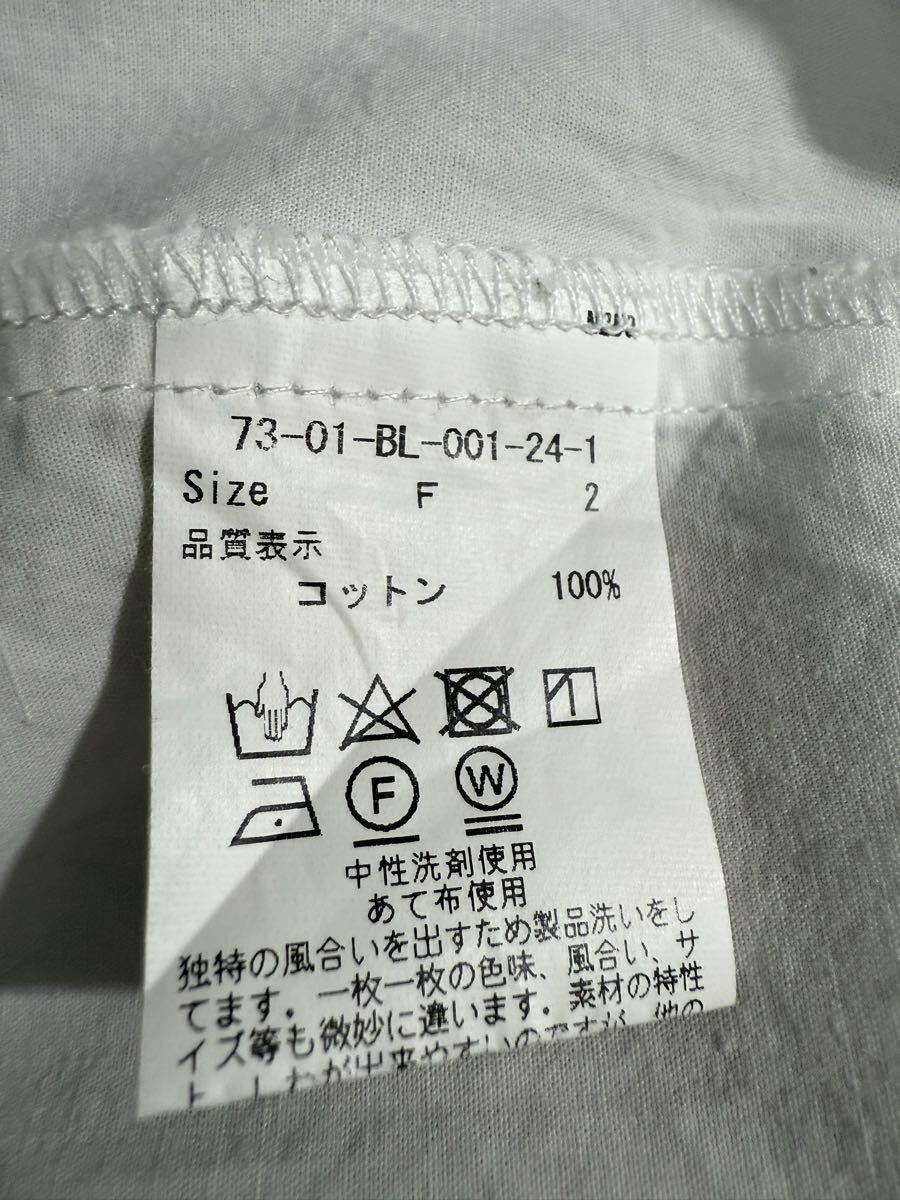 73-01-BL-001-24-1
Size F 2
品質表示
コットン 100%
F W
中性洗剤使用
あて布使用
独特の風合いを出すため製品洗いをし
てます。一枚一枚の色味、風合い、サ
イズ等も微妙に違います。素材の特性